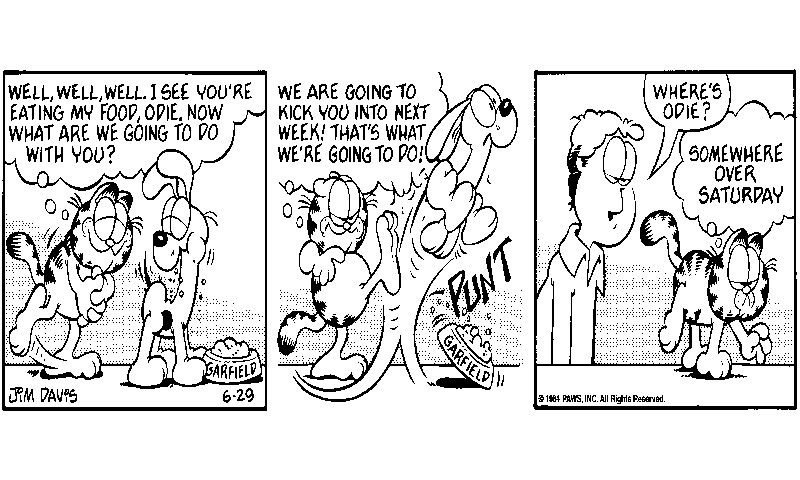 WELL, WELL, WELL. I SEE YOU'RE
EATING MY FOOD, ODIE. NOW
WHAT ARE WE GOING TO DO
WITH YOU?
GARFIELD
JIM DAVIS
6-29
WE ARE GOING TO
KICK YOU INTO NEXT
WEEK! THAT'S WHAT
WE'RE GOING TO DO!
PUNT
GARFIELD
WHERE'S
ODIE?
SOMEWHERE
OVER
SATURDAY
© 1984 PAWS, INC. All Rights Reserved.